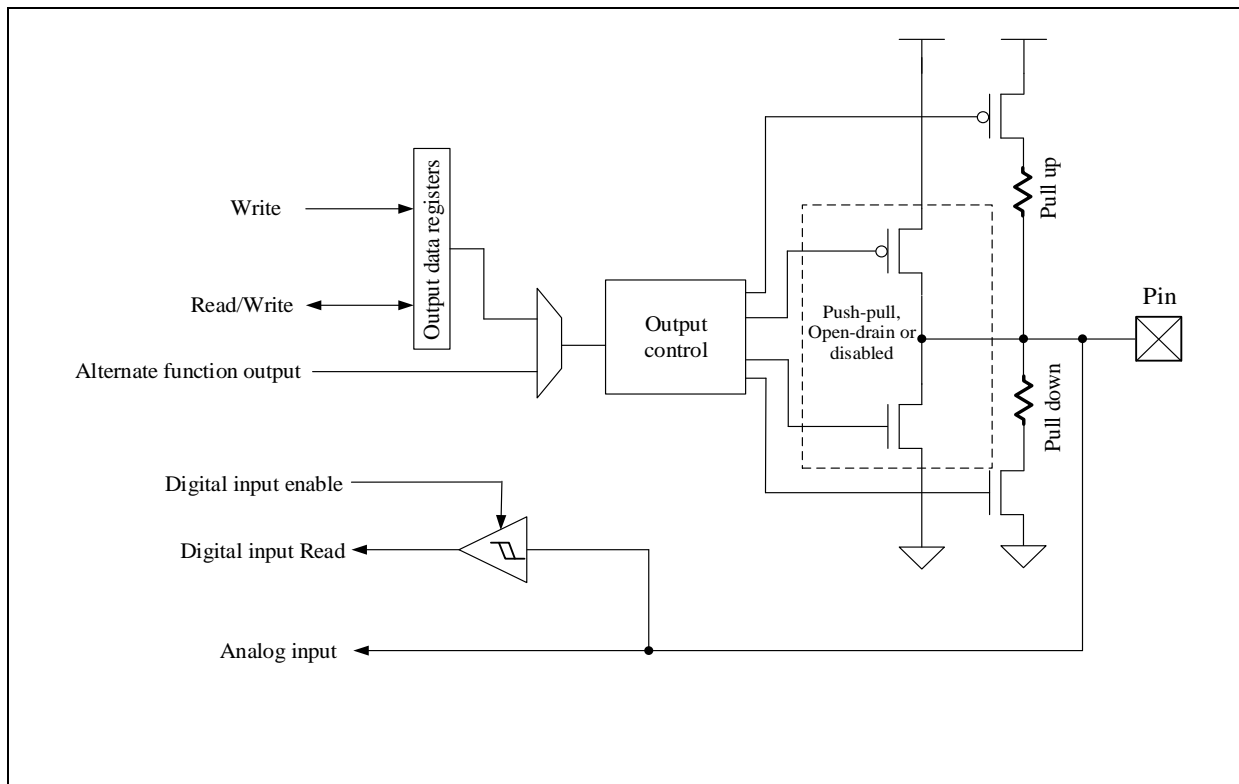 Write
Read/Write
Output data registers
Alternate function output
Output
control
Push-pull,
Open-drain or
disabled
Pull up
Pull down
Pin
Digital input enable
Digital input Read
Analog input